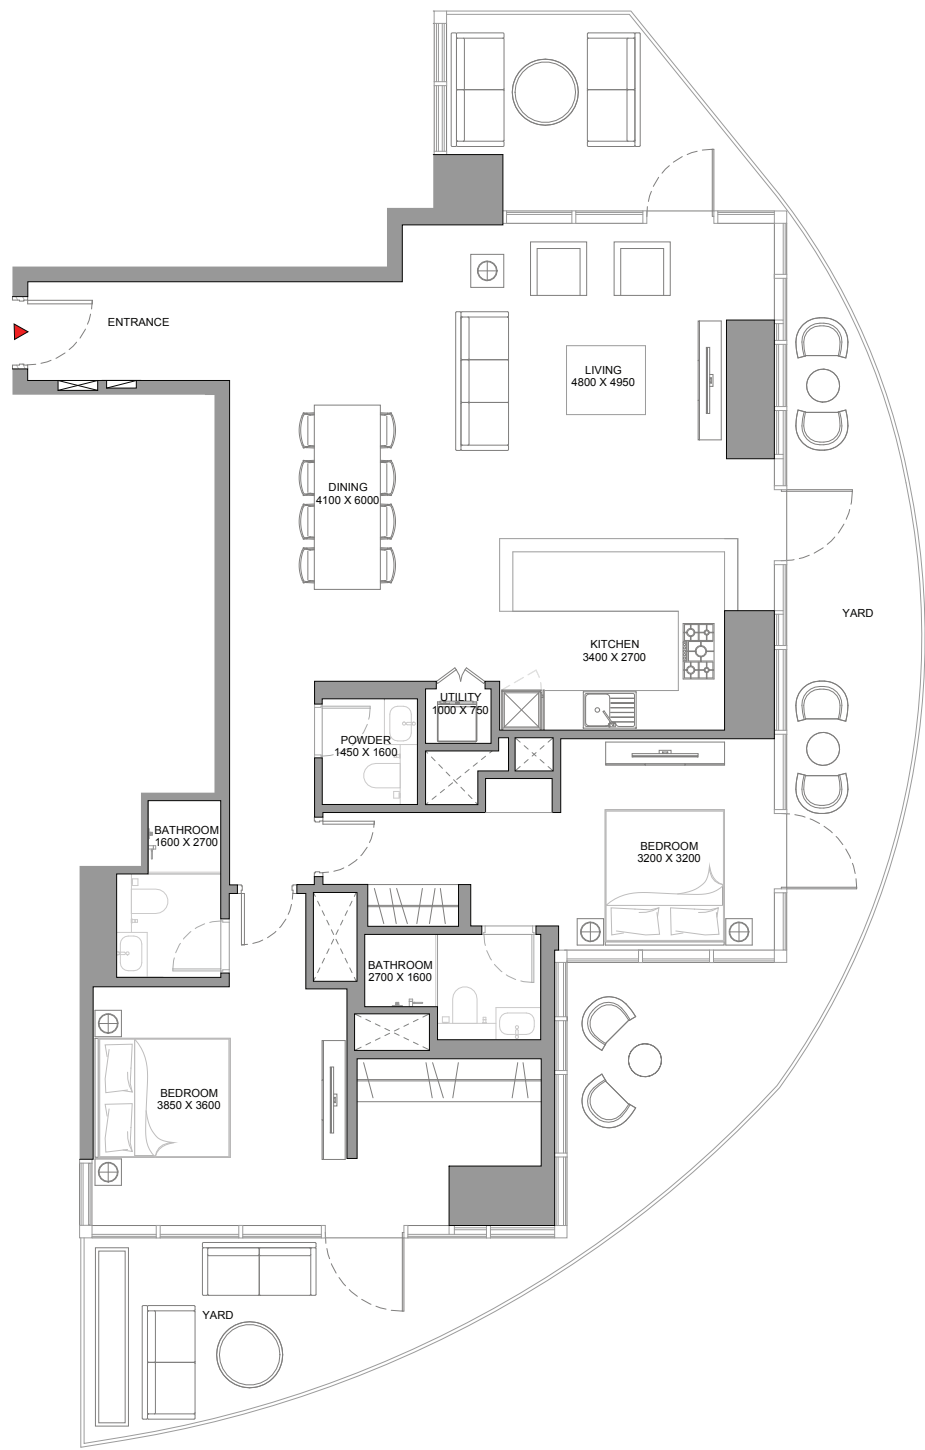 ENTRANCE
LIVING
4800 X 4950
DINING
4100 X 6000
YARD
KITCHEN
3400 X 2700
UTILITY
1000 X 750
POWDER
1450 X 1600
BATHROOM
1600 X 2700
BEDROOM
3200 X 3200
BATHROOM
2700 X 1600
BEDROOM
3850 X 3600
YARD